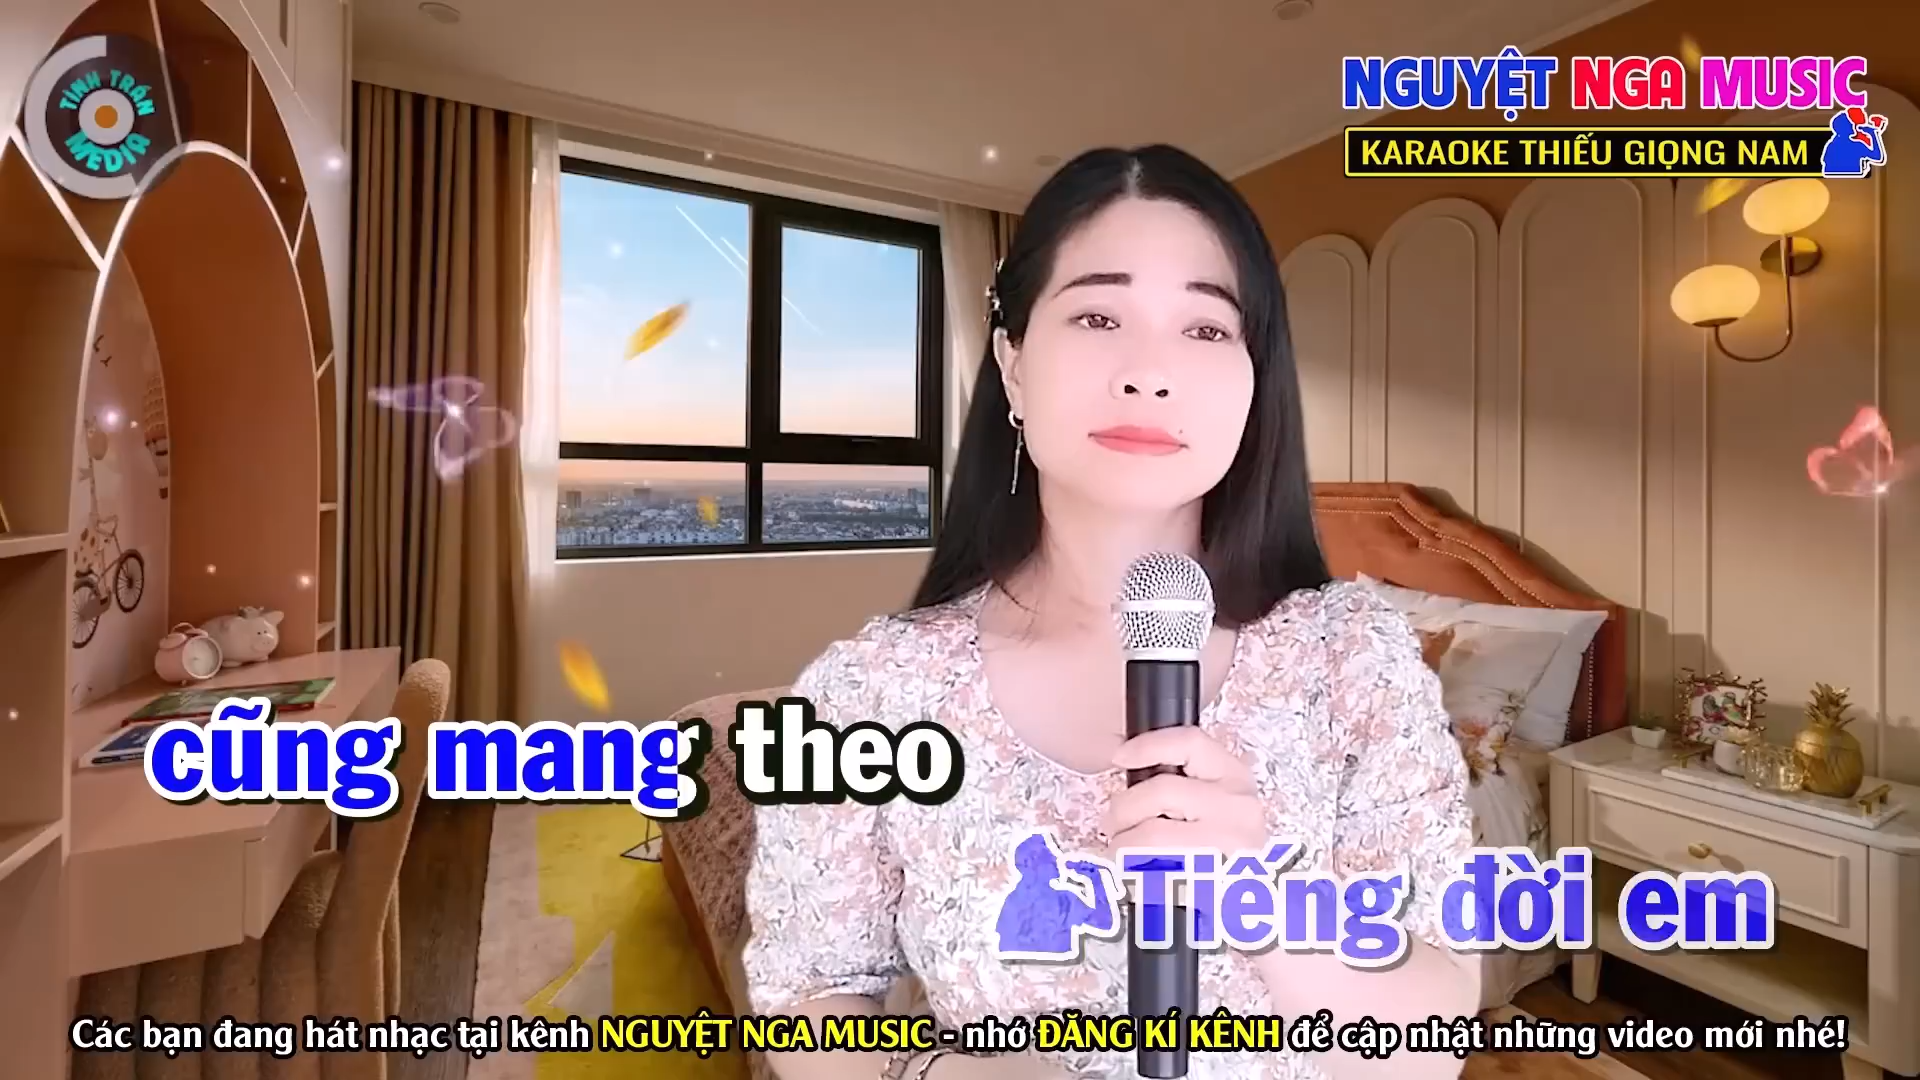 TÌNH TRẦN
MEDIA
NGUYỆT NGA MUSIC
KARAOKE THIẾU GIỌNG NAM
cũng mang theo
Tiếng đời em
Các bạn đang hát nhạc tại kênh NGUYỆT NGA MUSIC - nhớ ĐĂNG KÍ KÊNH để cập nhật những video mới nhé!